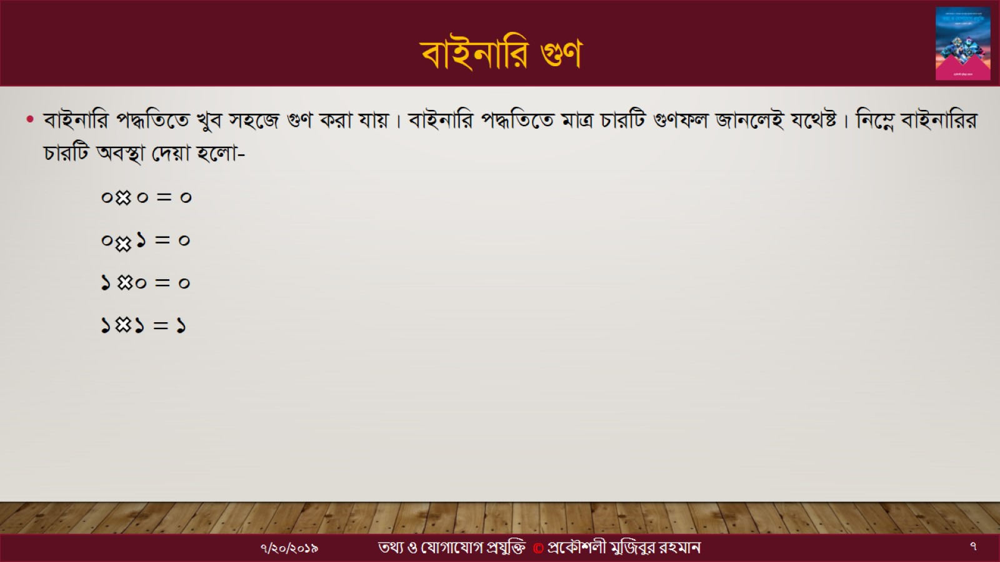 বাইনারি গুণ
• বাইনারি পদ্ধতিতে খুব সহজে গুণ করা যায়। বাইনারি পদ্ধতিতে মাত্র চারটি গুণফল জানলেই যথেষ্ট। নিম্নে বাইনারির
চারটি অবস্থা দেয়া হলো-
০✖০ = ০
০✖১ = ০
১✖০ = ০
১✖১ = ১
৭/২০/২০১৯ তথ্য ও যোগাযোগ প্রযুক্তি © প্রকৌশলী মুজিবুর রহমান ৭